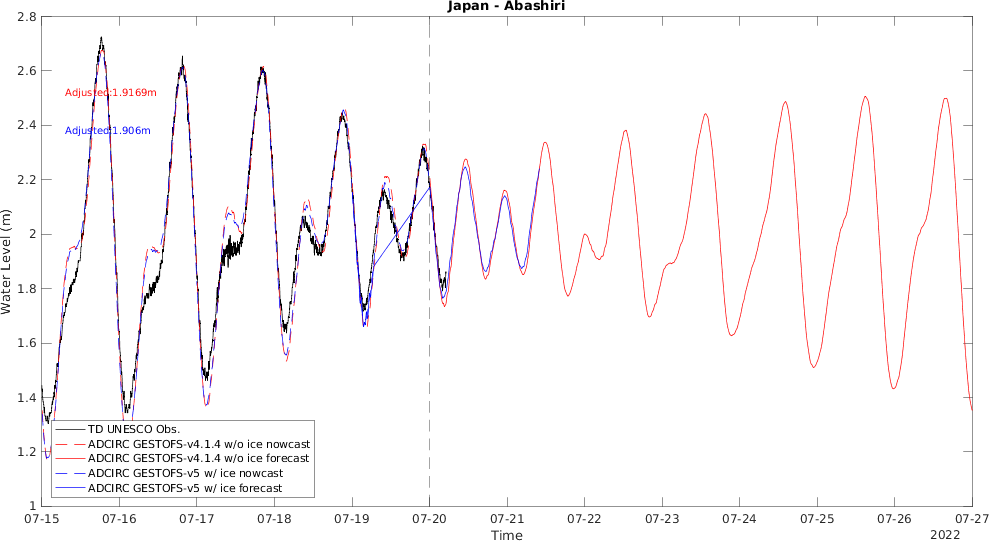 Japan - Abashiri
2.8
2.6
2.4
2.2
2
1.8
1.6
1.4
1.2
1
Water Level (m)
Adjusted:1.9169m
Adjusted:1.906m
TD UNESCO Obs.
ADCIRC GESTOFS-v4.1.4 w/o ice nowcast
ADCIRC GESTOFS-v4.1.4 w/o ice forecast
ADCIRC GESTOFS-v5 w/ ice nowcast
ADCIRC GESTOFS-v5 w/ ice forecast
07-15 07-16 07-17 07-18 07-19 07-20 07-21 07-22 07-23 07-24 07-25 07-26 07-27
Time
2022